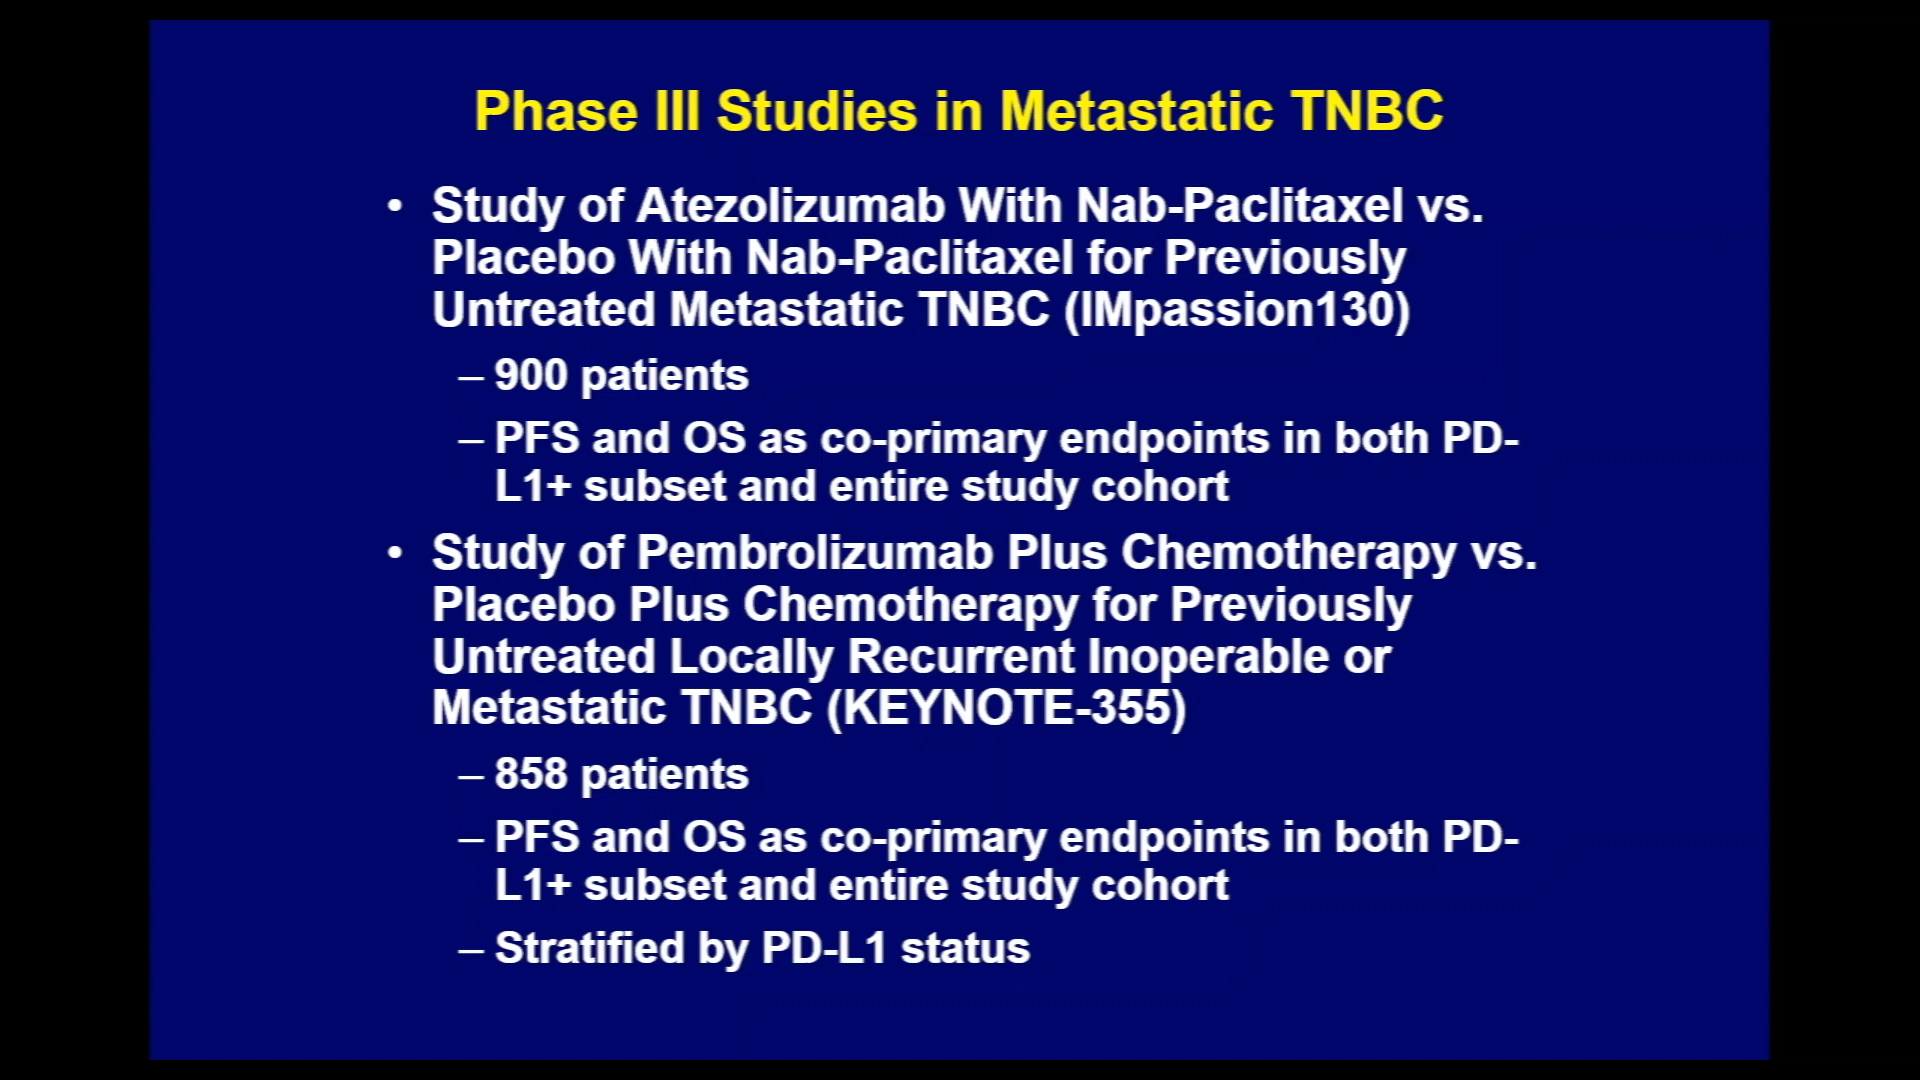 Phase III Studies in Metastatic TNBC
• Study of Atezolizumab With Nab-Paclitaxel vs.
Placebo With Nab-Paclitaxel for Previously
Untreated Metastatic TNBC (IMpassion130)
– 900 patients
– PFS and OS as co-primary endpoints in both PD-
L1+ subset and entire study cohort
• Study of Pembrolizumab Plus Chemotherapy vs.
Placebo Plus Chemotherapy for Previously
Untreated Locally Recurrent Inoperable or
Metastatic TNBC (KEYNOTE-355)
– 858 patients
– PFS and OS as co-primary endpoints in both PD-
L1+ subset and entire study cohort
– Stratified by PD-L1 status